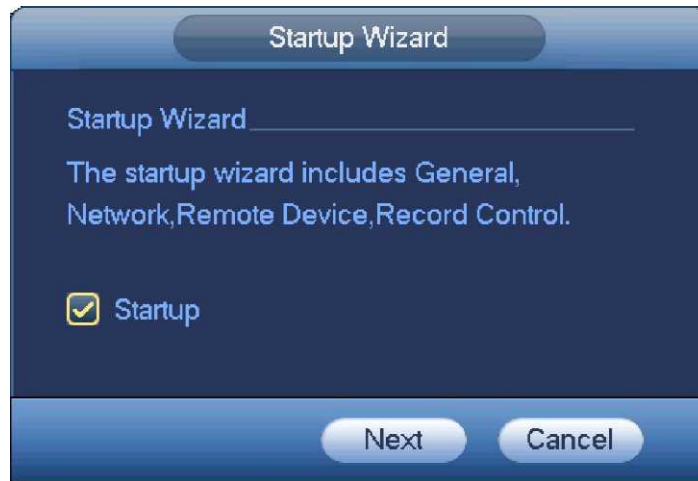 Startup Wizard
Startup Wizard
The startup wizard includes General,
Network,Remote Device,Record Control.
Startup
Next Cancel